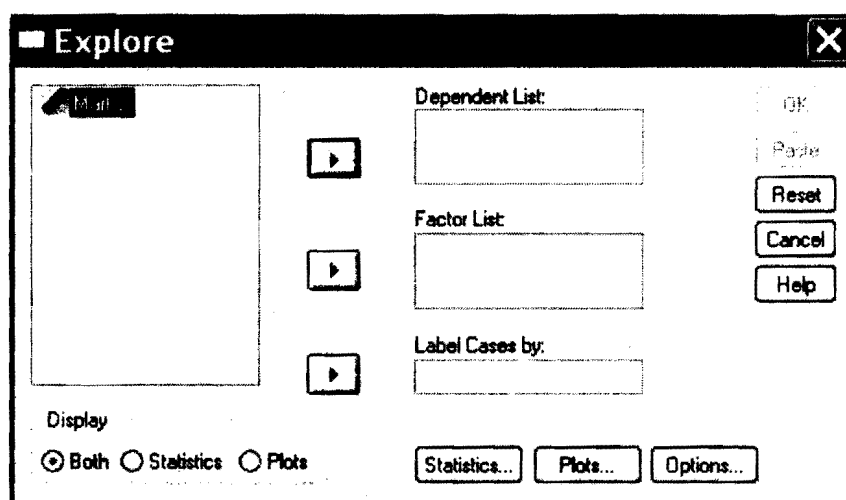 Explore
Dependent List:
OK
Paste
Reset
Factor List:
Cancel
Help
Label Cases by:
Display
Both Statistics Plots
Statistics... Plots... Options...